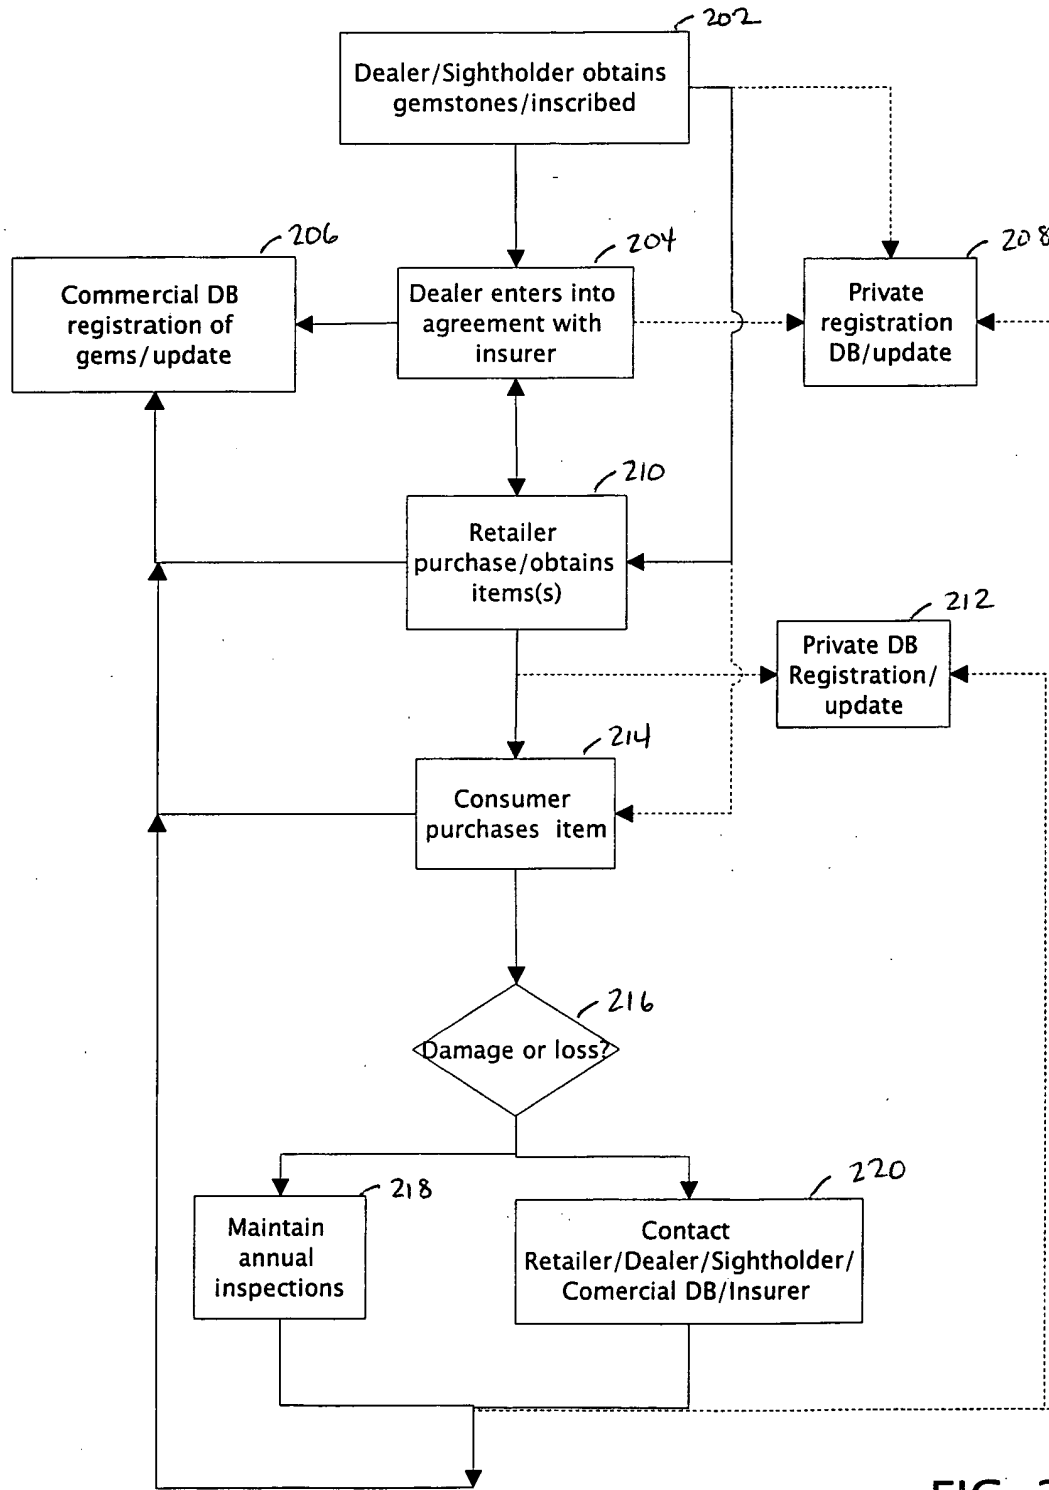 202
Dealer/Sightholder obtains
gemstones/inscribed
206
204
208
Commercial DB
registration of
gems/update
Dealer enters into
agreement with
insurer
Private
registration
DB/update
210
Retailer
purchase/obtains
items(s)
212
Private DB
Registration/
update
214
Consumer
purchases item
216
Damage or loss?
218
220
Maintain
annual
inspections
Contact
Retailer/Dealer/Sightholder/
Comercial DB/Insurer
FIG.